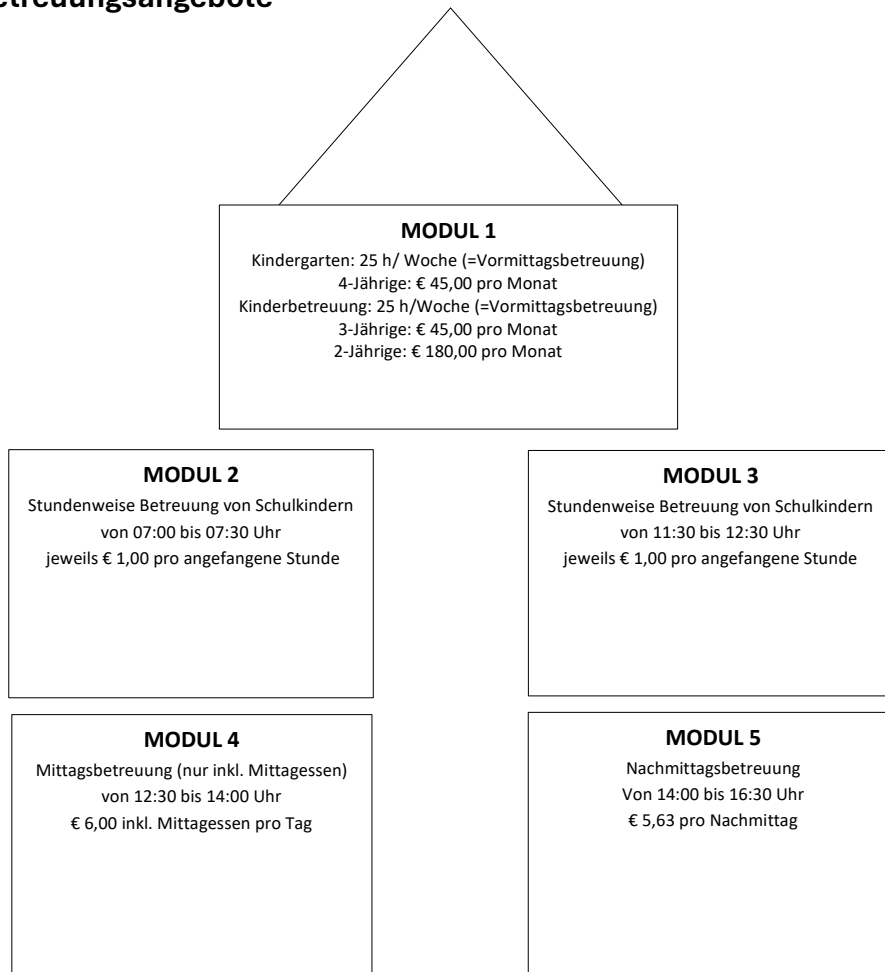 etreuungsangebote
MODUL 1
Kindergarten: 25 h/ Woche (=Vormittagsbetreuung)
4-Jährige: € 45,00 pro Monat
Kinderbetreuung: 25 h/Woche (=Vormittagsbetreuung)
3-Jährige: € 45,00 pro Monat
2-Jährige: € 180,00 pro Monat
MODUL 2
Stundenweise Betreuung von Schulkindern
von 07:00 bis 07:30 Uhr
jeweils € 1,00 pro angefangene Stunde
MODUL 3
Stundenweise Betreuung von Schulkindern
von 11:30 bis 12:30 Uhr
jeweils € 1,00 pro angefangene Stunde
MODUL 4
Mittagsbetreuung (nur inkl. Mittagessen)
von 12:30 bis 14:00 Uhr
€ 6,00 inkl. Mittagessen pro Tag
MODUL 5
Nachmittagsbetreuung
Von 14:00 bis 16:30 Uhr
€ 5,63 pro Nachmittag